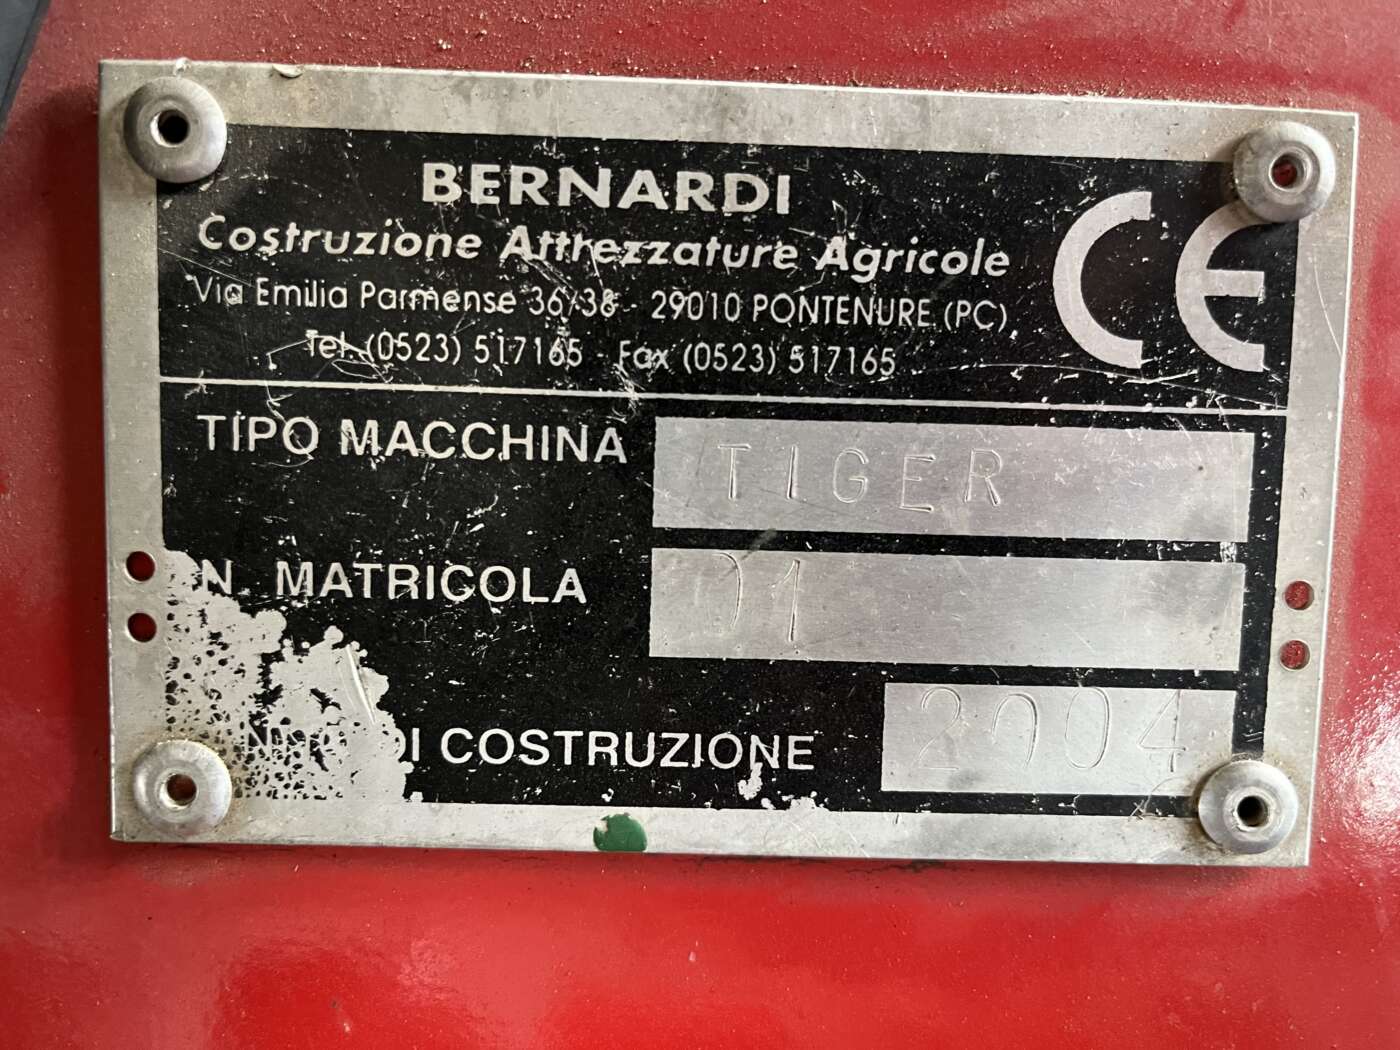 BERNARDI
Costruzione Attrezzature Agricole
Via Emilia Parmense 36/38 - 29010 PONTENURE (PC)
Tel. (0523) 517165 - Fax (0523) 517165
CE
TIPO MACCHINA TIGER
N. MATRICOLA 01
DI COSTRUZIONE 2004